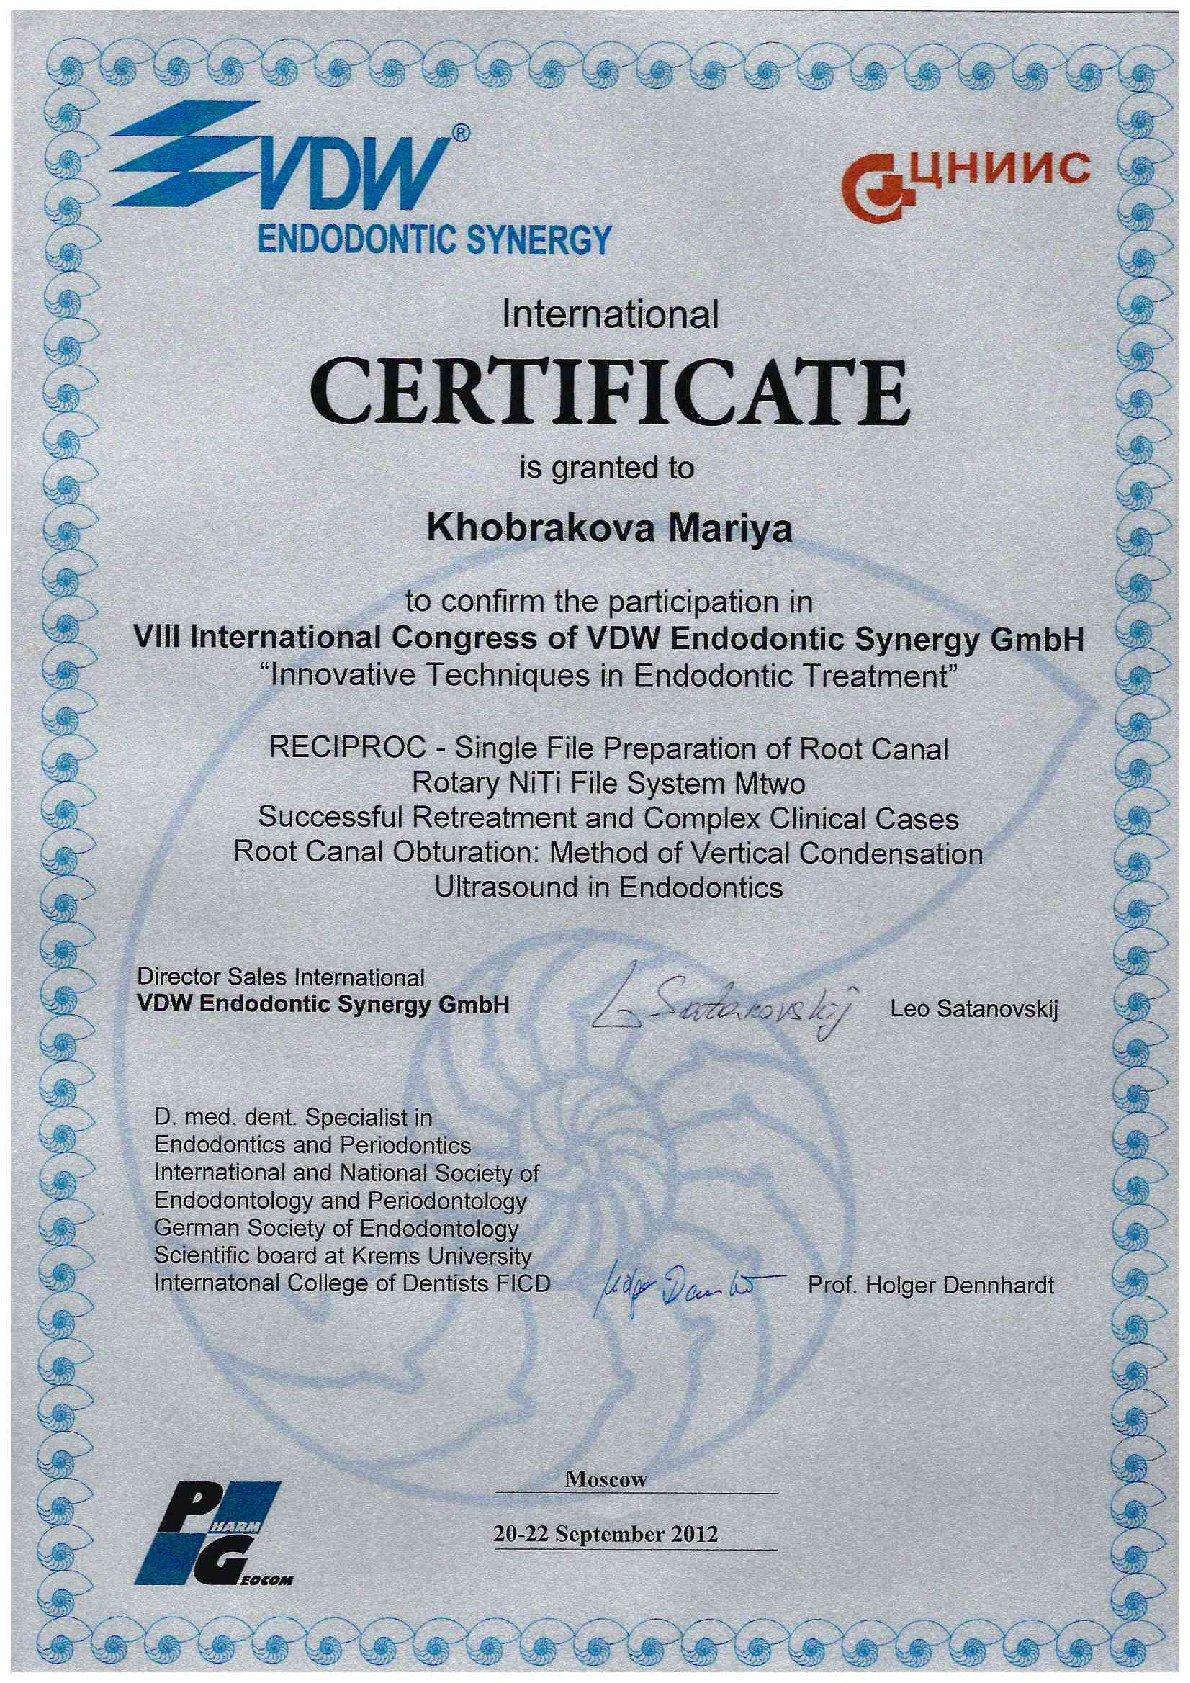 VDW®
ENDODONTIC SYNERGY
ЦНИИС
International
CERTIFICATE
is granted to
Khobrakova Mariya
to confirm the participation in
VIII International Congress of VDW Endodontic Synergy GmbH
“Innovative Techniques in Endodontic Treatment”
RECIPROC - Single File Preparation of Root Canal
Rotary NiTi File System Mtwo
Successful Retreatment and Complex Clinical Cases
Root Canal Obturation: Method of Vertical Condensation
Ultrasound in Endodontics
Director Sales International
VDW Endodontic Synergy GmbH
L. Satanovskij
Leo Satanovskij
D. med. dent. Specialist in
Endodontics and Periodontics
International and National Society of
Endodontology and Periodontology
German Society of Endodontology
Scientific board at Krems University
Internatonal College of Dentists FICD
Prof. Holger Dennhardt
Moscow
20-22 September 2012
PHARM
GEOCOM